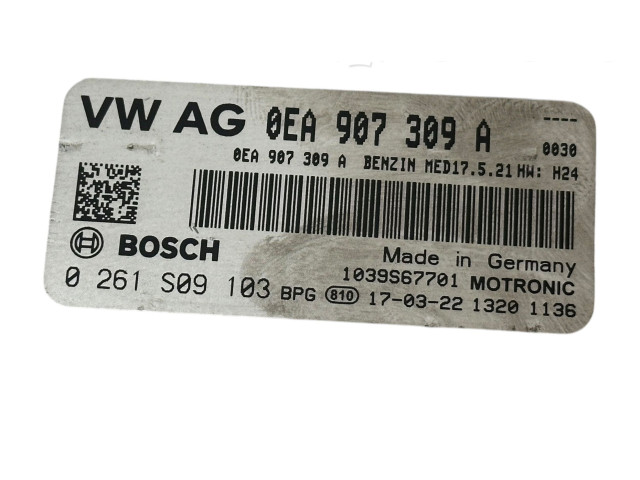 VW AG 0EA 907 309 A ----
0030
0EA 907 309 A BENZIN MED17.5.21 HW: H24
BOSCH
Made in Germany
1039S67701 MOTRONIC
0 261 S09 103 BPG 810 17-03-22 1320 1136